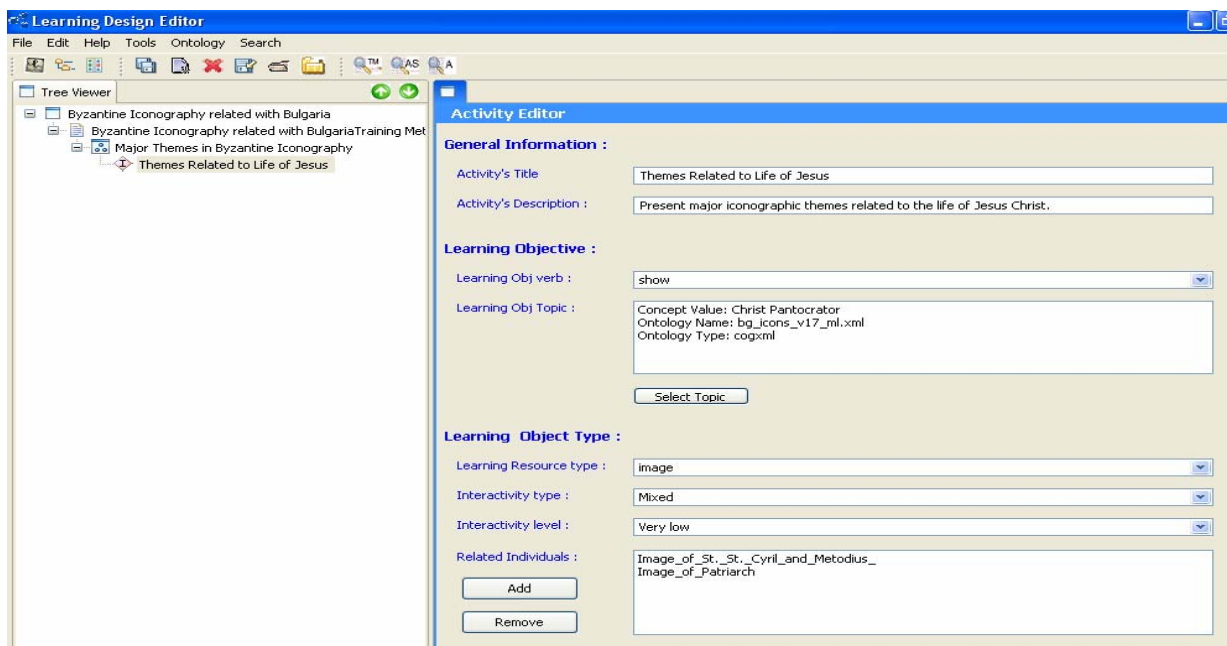 Learning Design Editor
File Edit Help Tools Ontology Search
TM AS A
Tree Viewer
Byzantine Iconography related with Bulgaria
Byzantine Iconography related with BulgariaTraining Met
Major Themes in Byzantine Iconography
Themes Related to Life of Jesus
Activity Editor
General Information :
Activity's Title
Themes Related to Life of Jesus
Activity's Description :
Present major iconographic themes related to the life of Jesus Christ.
Learning Objective :
Learning Obj verb :
show
Learning Obj Topic :
Concept Value: Christ Pantocrator
Ontology Name: bg_icons_v17_ml.xml
Ontology Type: cogxml
Select Topic
Learning Object Type :
Learning Resource type :
image
Interactivity type :
Mixed
Interactivity level :
Very low
Related Individuals :
Image_of_St._St._Cyril_and_Metodius_
Image_of_Patriarch
Add
Remove